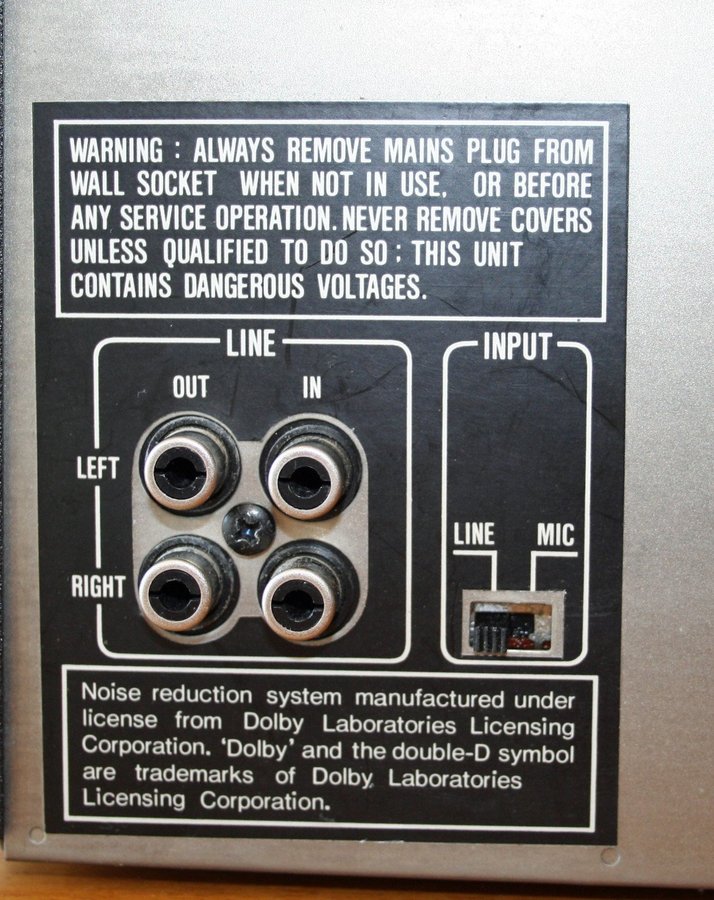 WARNING : ALWAYS REMOVE MAINS PLUG FROM
WALL SOCKET WHEN NOT IN USE, OR BEFORE
ANY SERVICE OPERATION. NEVER REMOVE COVERS
UNLESS QUALIFIED TO DO SO : THIS UNIT
CONTAINS DANGEROUS VOLTAGES.
LINE
OUT IN
LEFT
RIGHT
INPUT
LINE MIC
Noise reduction system manufactured under
license from Dolby Laboratories Licensing
Corporation. 'Dolby' and the double-D symbol
are trademarks of Dolby Laboratories
Licensing Corporation.